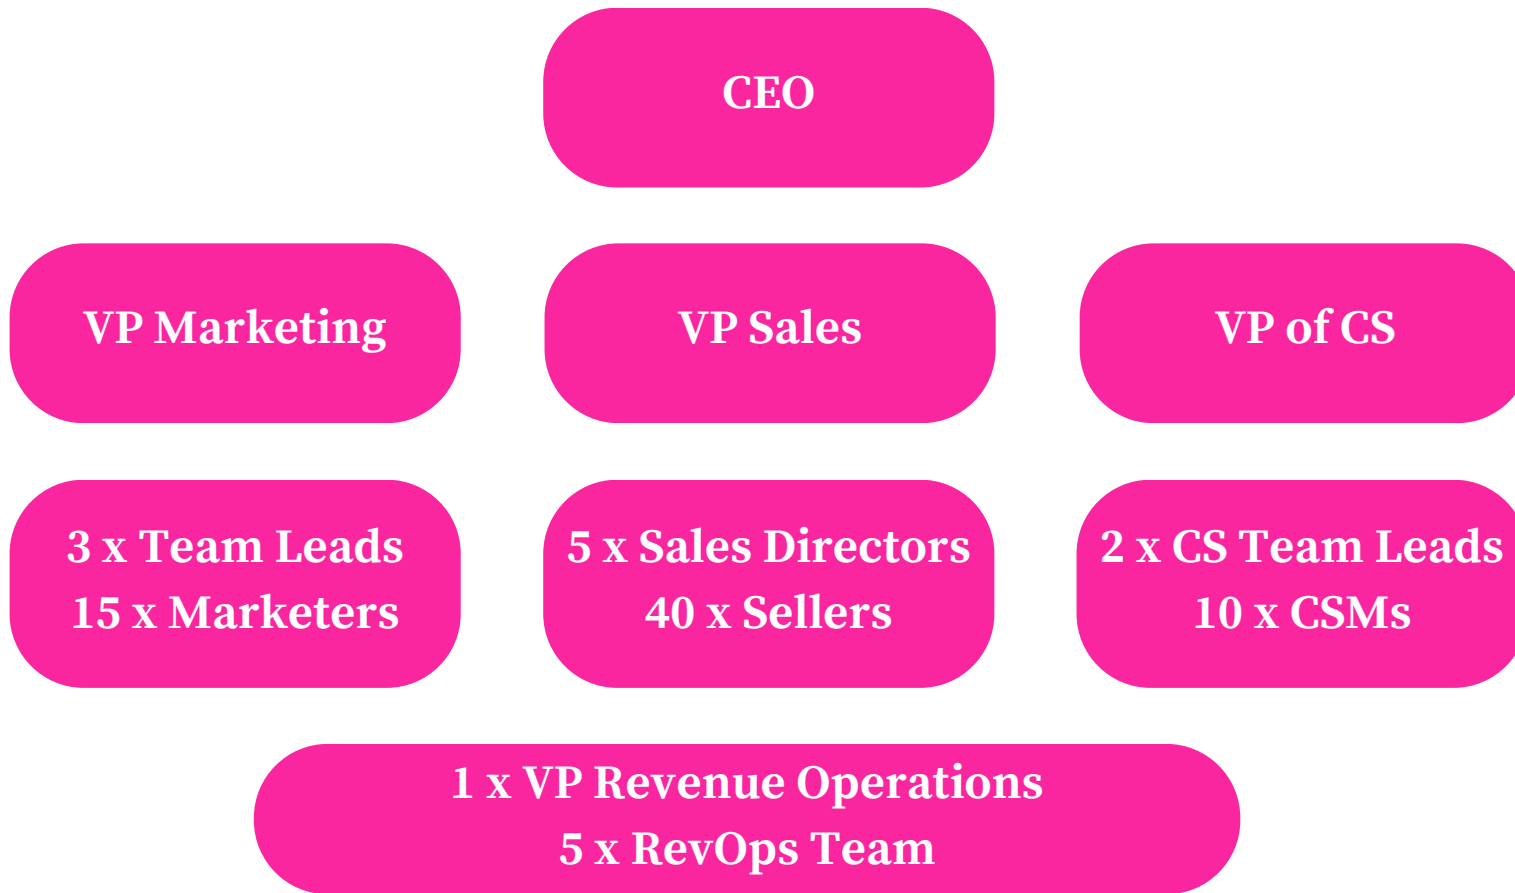 CEO
VP Marketing
VP Sales
VP of CS
3 x Team Leads
15 x Marketers
5 x Sales Directors
40 x Sellers
2 x CS Team Leads
10 x CSMs
1 x VP Revenue Operations
5 x RevOps Team